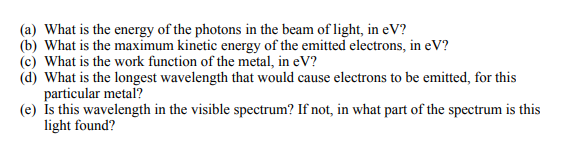 (a) What is the energy of the photons in the beam of light, in eV?
(b) What is the maximum kinetic energy of the emitted electrons, in eV?
(c) What is the work function of the metal, in eV?
(d) What is the longest wavelength that would cause electrons to be emitted, for this
particular metal?
(e) Is this wavelength in the visible spectrum? If not, in what part of the spectrum is this
light found?